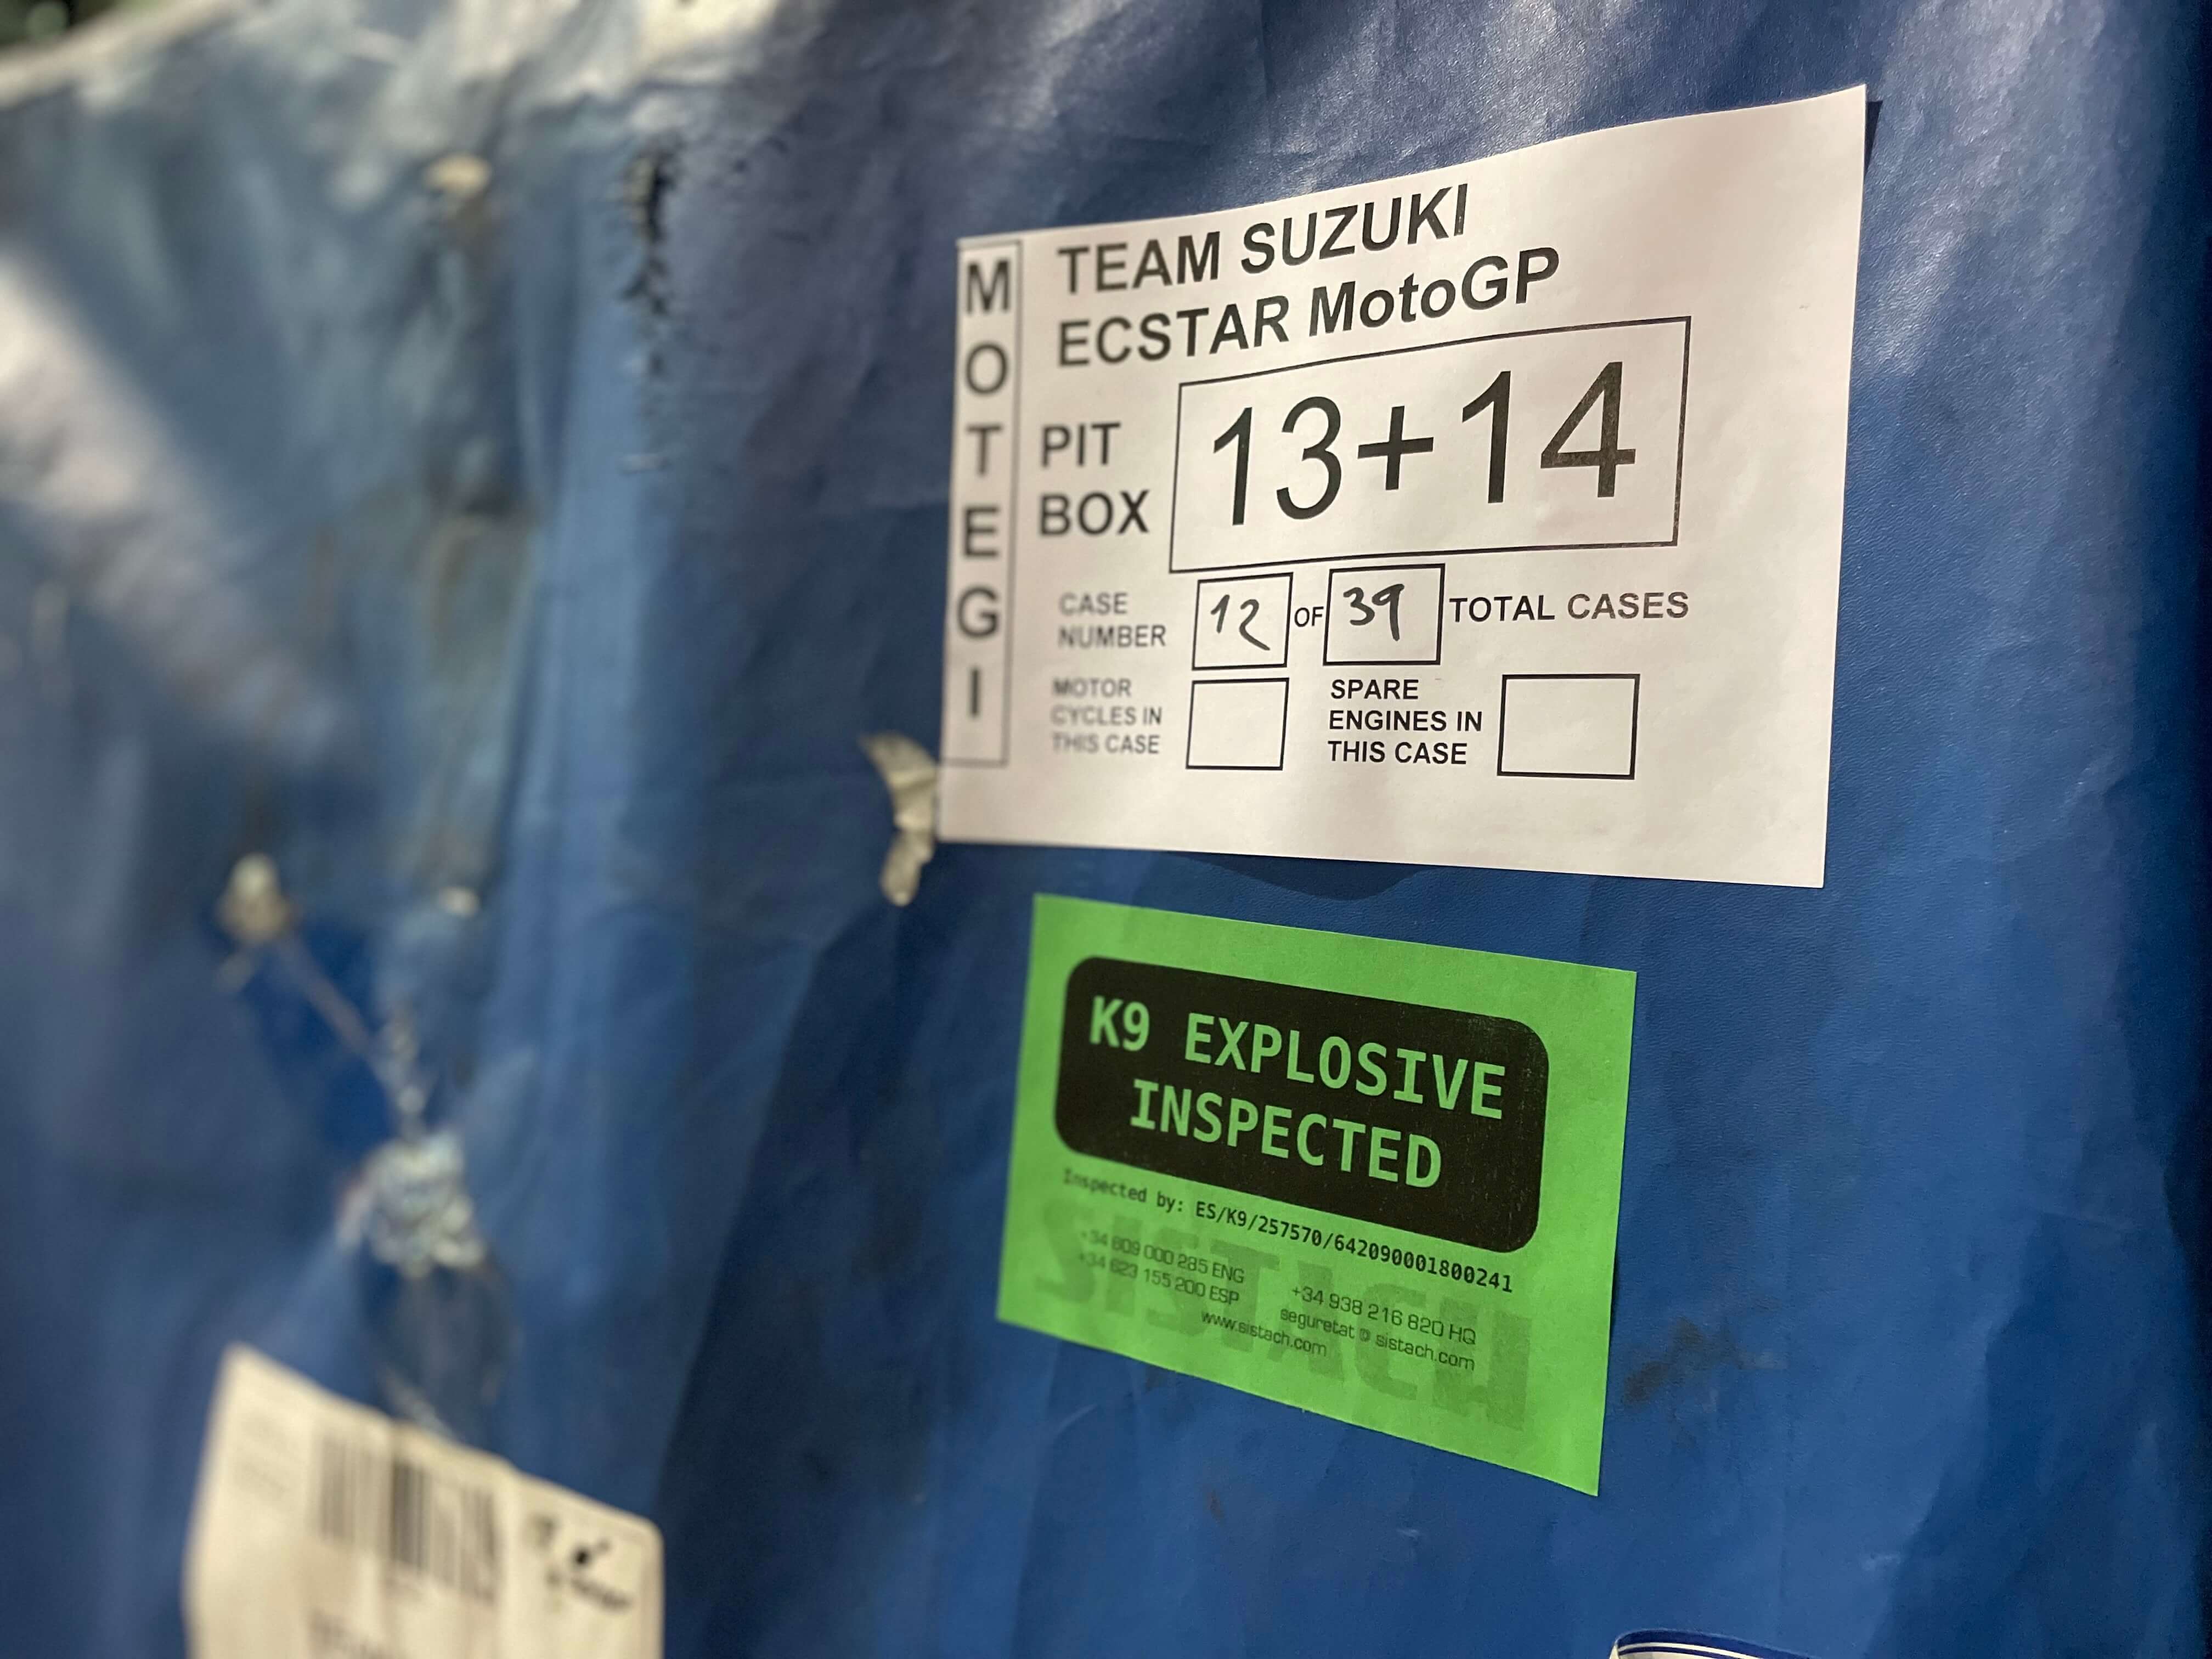 MOTEGI
TEAM SUZUKI
ECSTAR MotoGP
PIT
BOX
13+14
CASE
NUMBER
12
OF
39
TOTAL CASES
MOTOR
CYCLES IN
THIS CASE
SPARE
ENGINES IN
THIS CASE
K9 EXPLOSIVE
INSPECTED
Inspected by: ES/K9/257570/642090001800241
SISTACH
+34 609 000 285 ENG
+34 623 155 200 ESP
+34 938 216 820 HQ
seguretat @ sistach.com
www.sistach.com